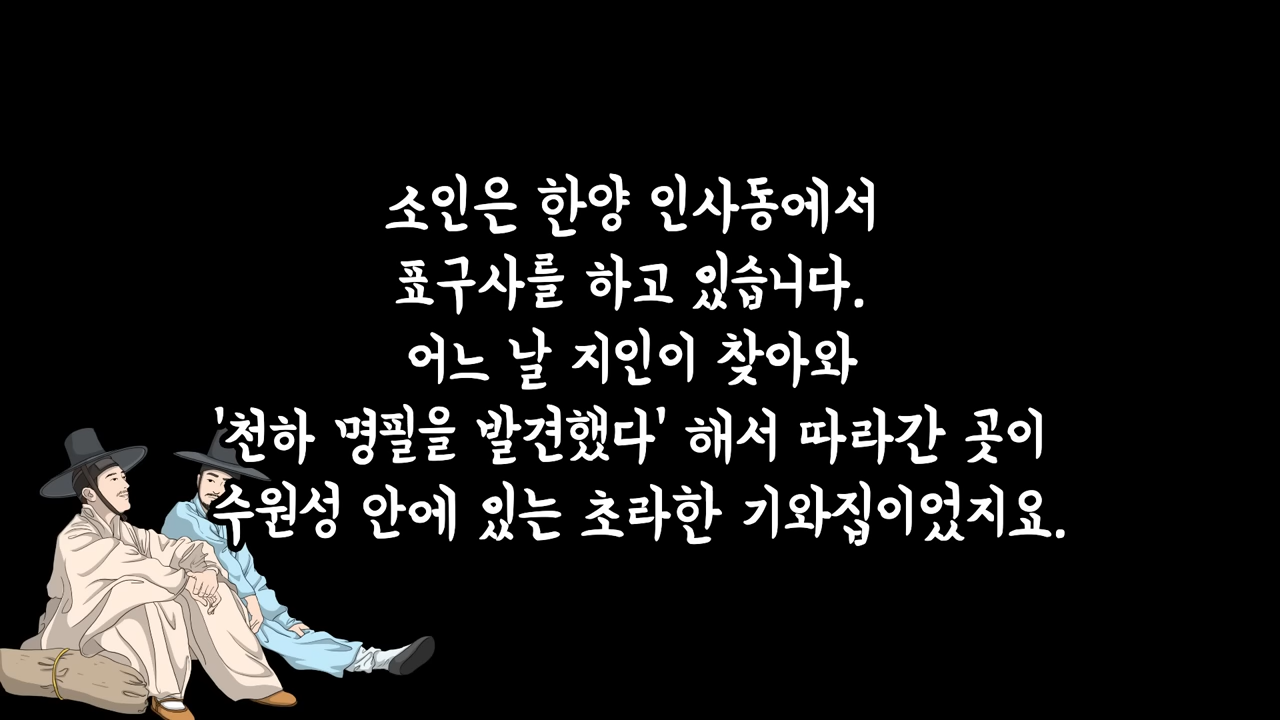 소인은 한양 인사동에서
표구사를 하고 있습니다.
어느 날 지인이 찾아와
'천하 명필을 발견했다' 해서 따라간 곳이
수원성 안에 있는 초라한 기와집이었지요.